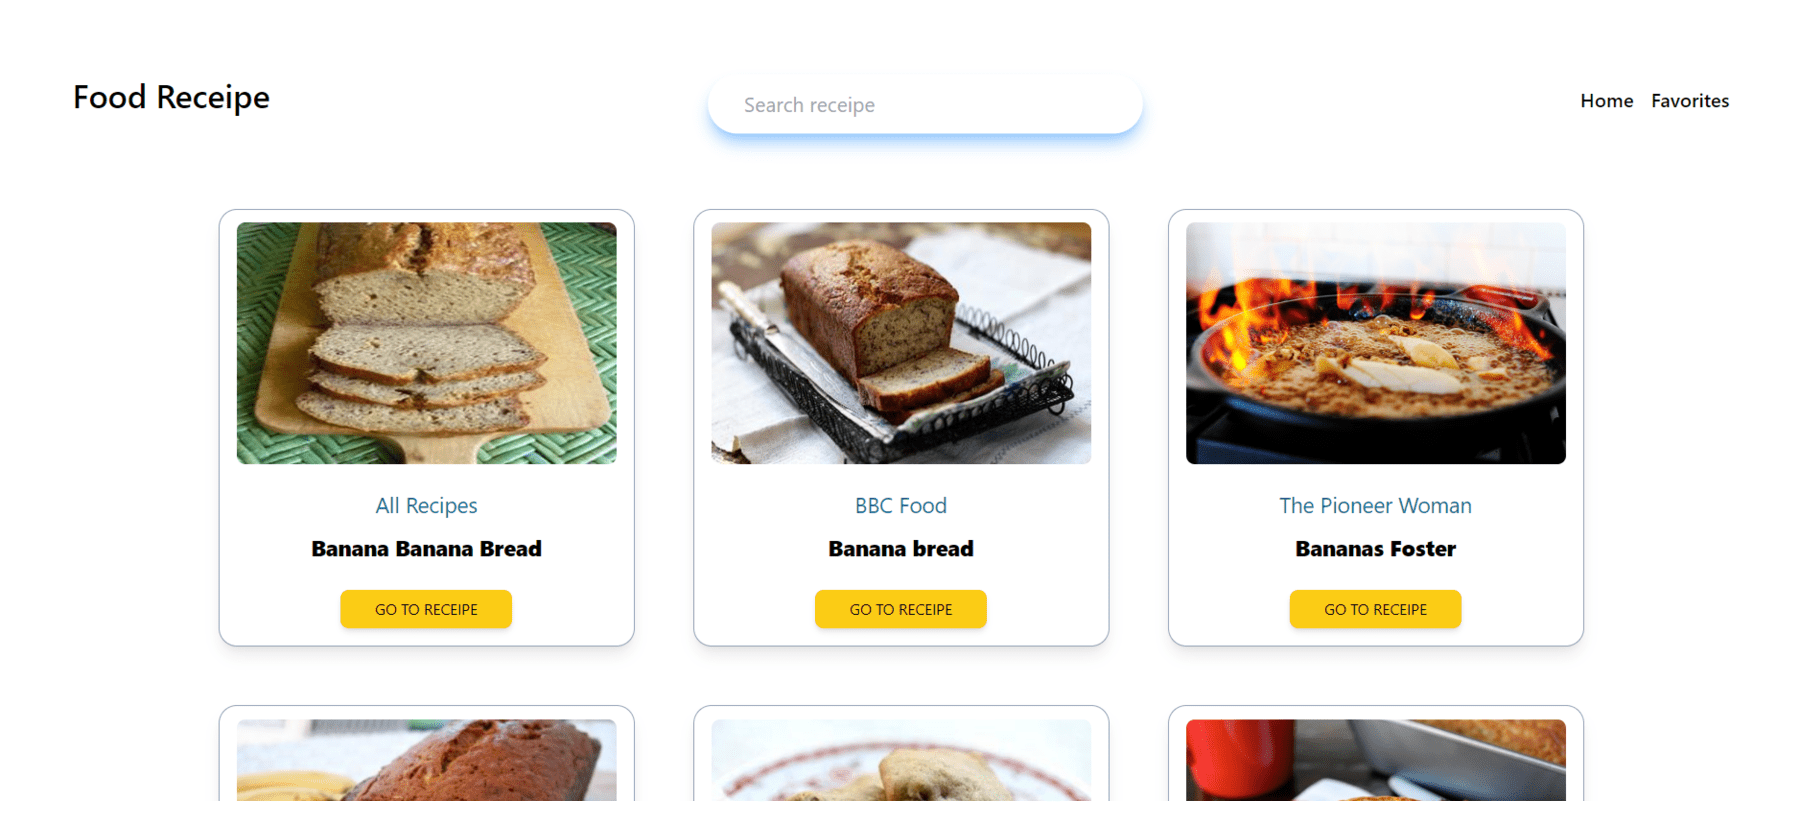 Food Receipe
Search receipe
Home Favorites
All Recipes
Banana Banana Bread
GO TO RECEIPE
BBC Food
Banana bread
GO TO RECEIPE
The Pioneer Woman
Bananas Foster
GO TO RECEIPE